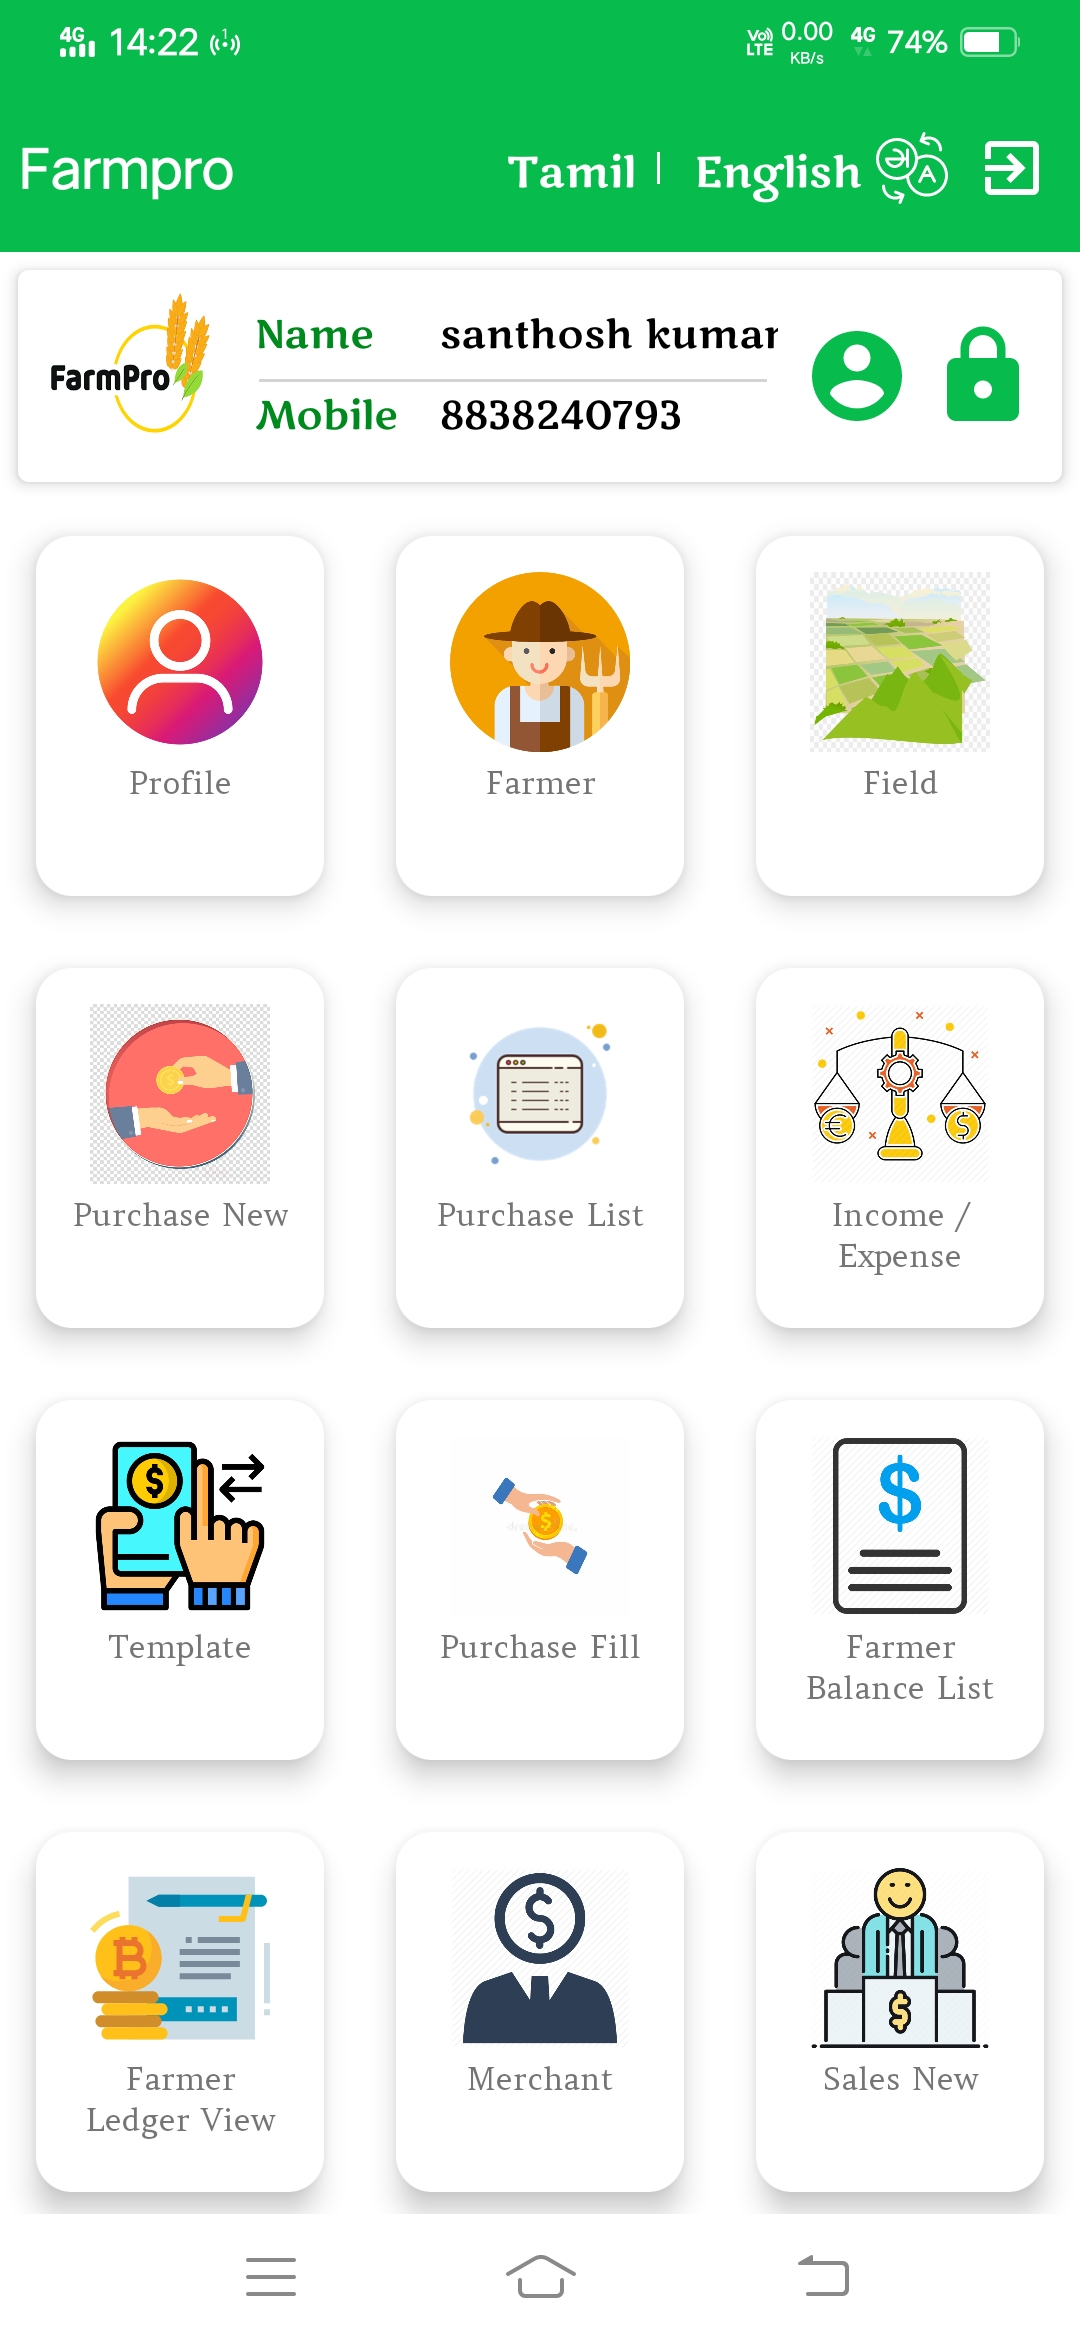 4G 14:22 Vo) LTE 0.00 KB/s 4G 74%
Farmpro Tamil | English
Name santhosh kumar
FarmPro
Mobile 8838240793
Profile Farmer Field
Purchase New Purchase List Income /
Expense
Template Purchase Fill Farmer
Balance List
Farmer
Ledger View Merchant Sales New